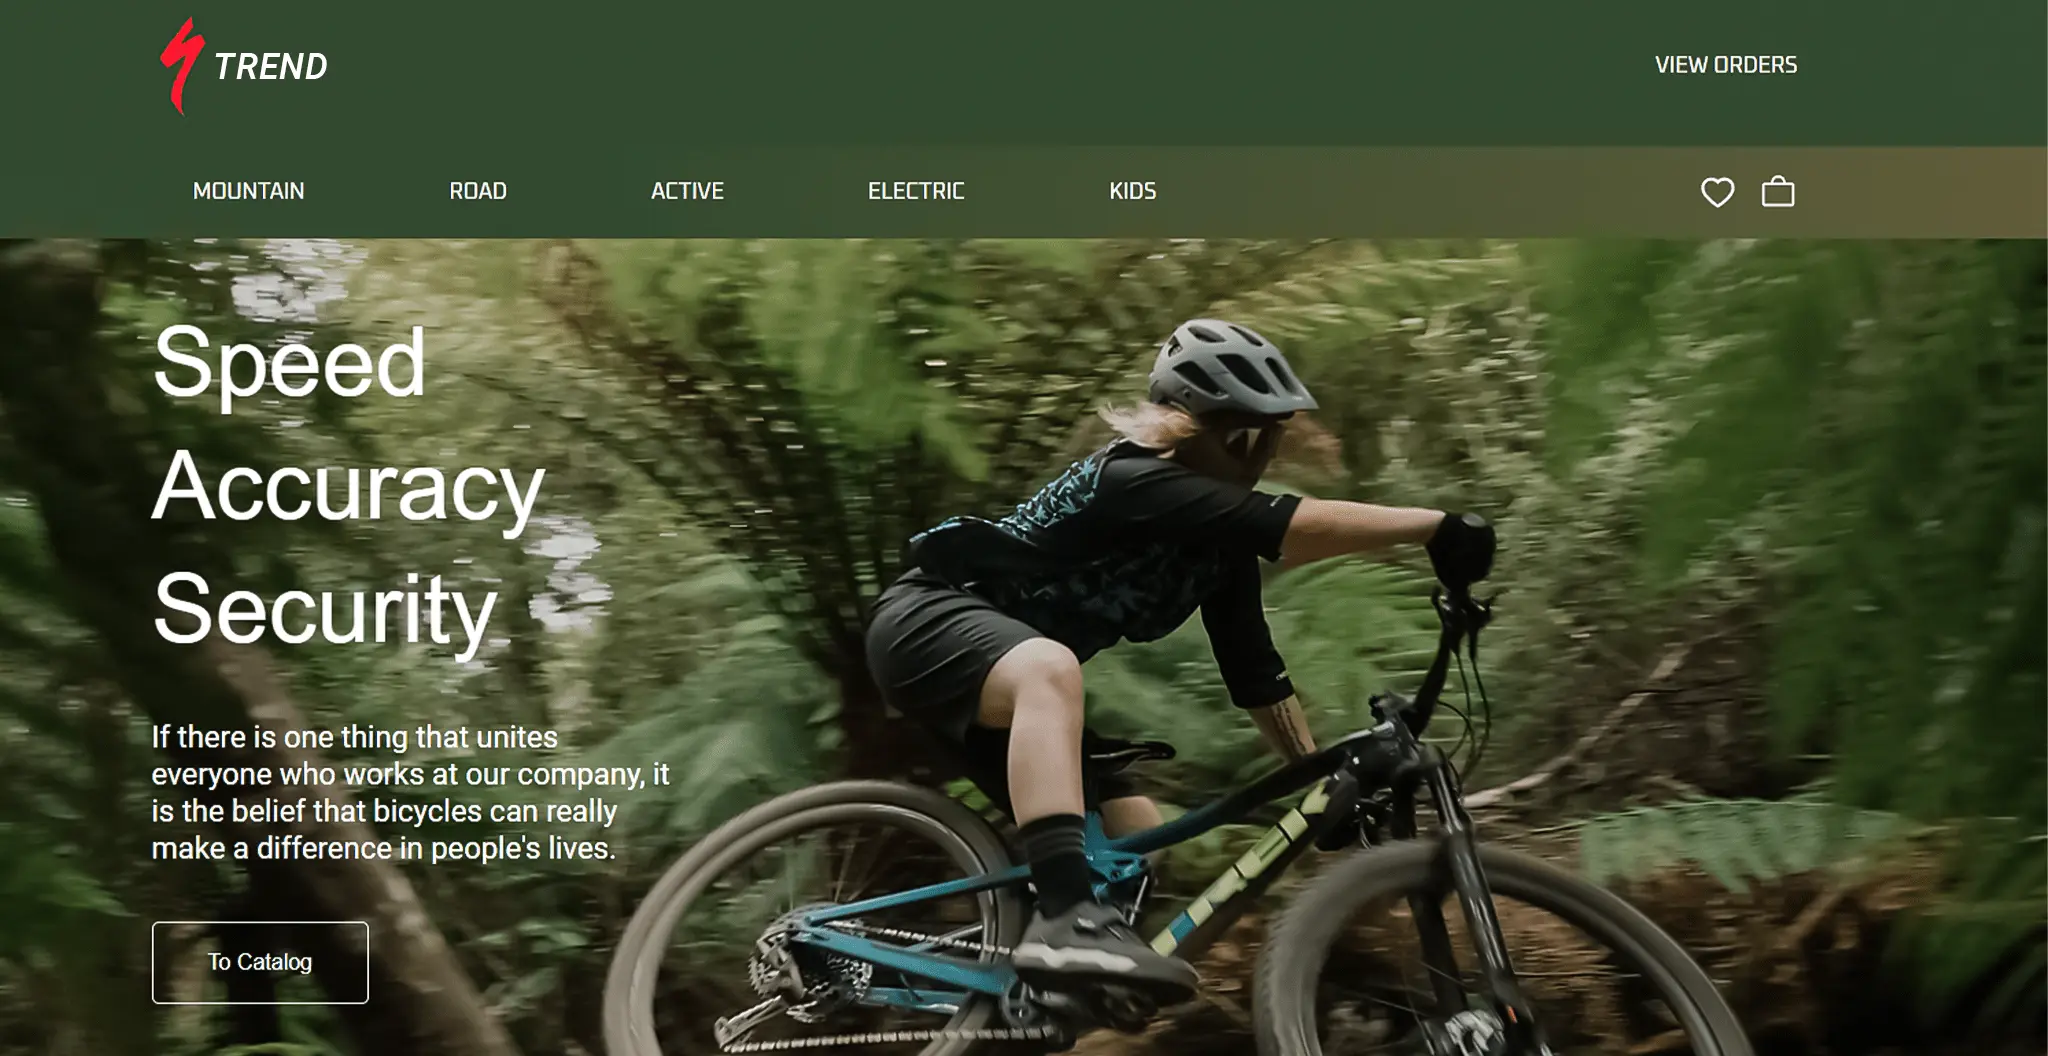 TREND
VIEW ORDERS
MOUNTAIN
ROAD
ACTIVE
ELECTRIC
KIDS
Speed
Accuracy
Security
If there is one thing that unites
everyone who works at our company, it
is the belief that bicycles can really
make a difference in people's lives.
To Catalog